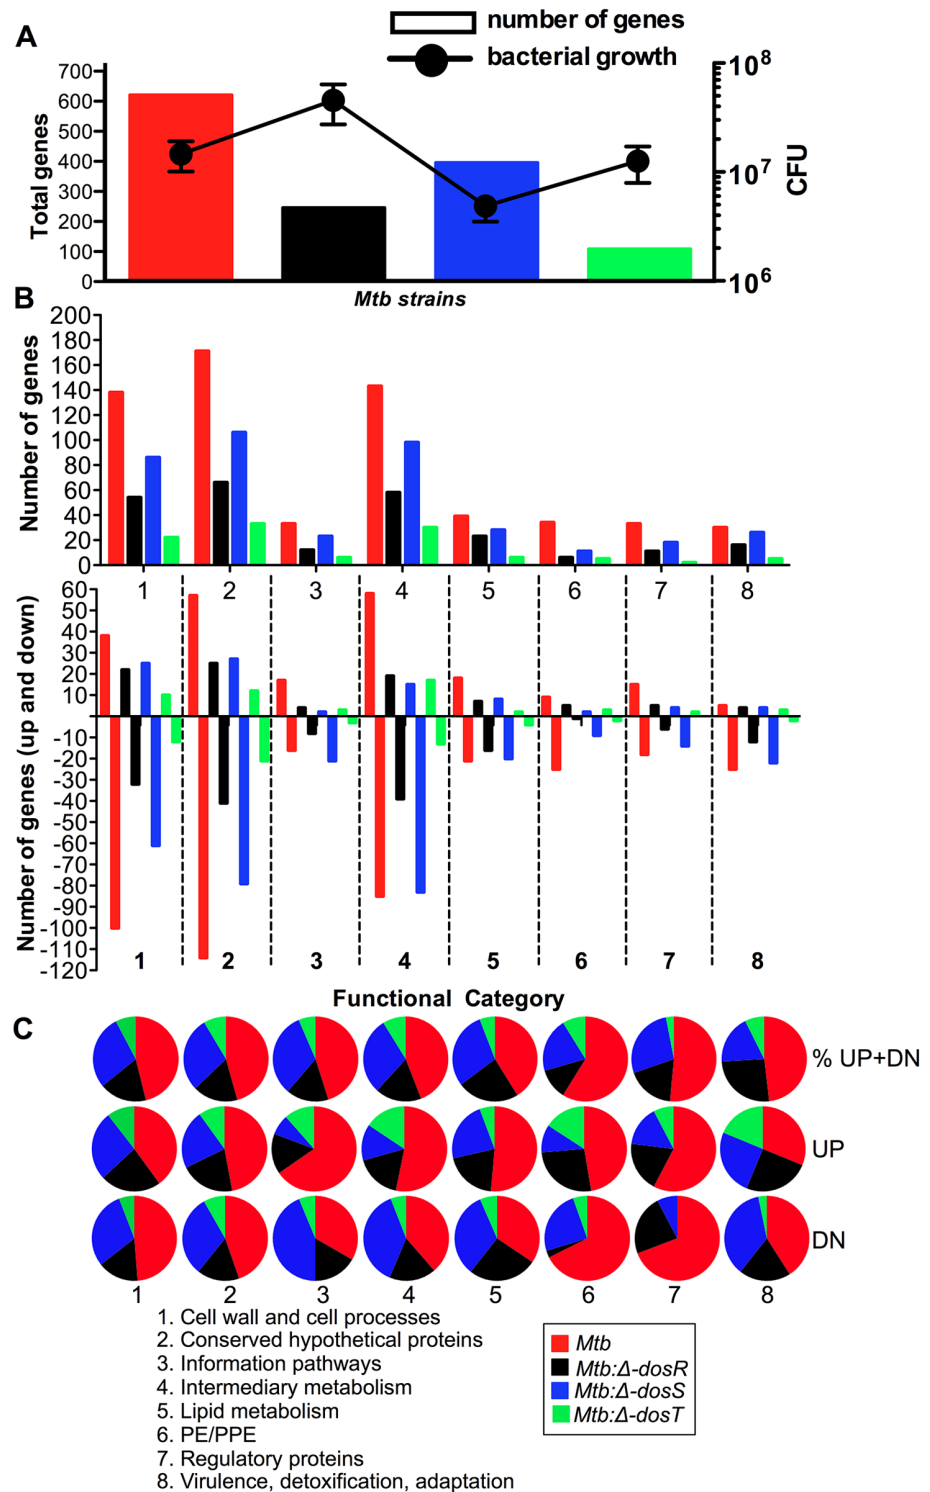 A
number of genes
bacterial growth
Total genes
700
600
500
400
300
200
100
0
10^8
10^7
10^6
CFU
Mtb strains
B
Number of genes
200
180
160
140
120
100
80
60
40
20
0
1 2 3 4 5 6 7 8
Number of genes (up and down)
60
50
40
30
20
10
-10
-20
-30
-40
-50
-60
-70
-80
-90
-100
-110
-120
1 2 3 4 5 6 7 8
Functional Category
C
% UP+DN
UP
DN
1 2 3 4 5 6 7 8
1. Cell wall and cell processes
2. Conserved hypothetical proteins
3. Information pathways
4. Intermediary metabolism
5. Lipid metabolism
6. PE/PPE
7. Regulatory proteins
8. Virulence, detoxification, adaptation
Mtb
Mtb:Δ-dosR
Mtb:Δ-dosS
Mtb:Δ-dosT